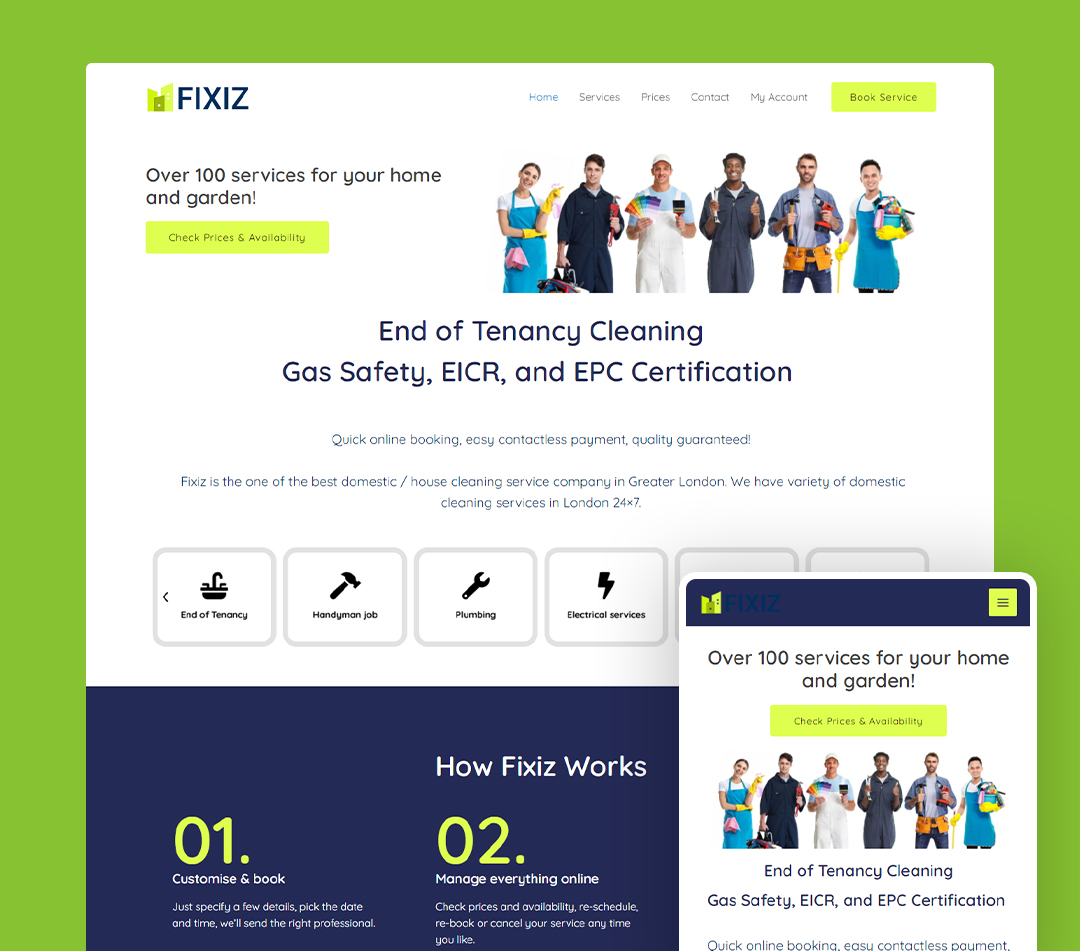 FIXIZ
Home Services Prices Contact My Account Book Service
Over 100 services for your home
and garden!
Check Prices & Availability
End of Tenancy Cleaning
Gas Safety, EICR, and EPC Certification
Quick online booking, easy contactless payment, quality guaranteed!
Fixiz is the one of the best domestic / house cleaning service company in Greater London. We have variety of domestic
cleaning services in London 24×7.
End of Tenancy
Handyman job
Plumbing
Electrical services
How Fixiz Works
01.
Customise & book
Just specify a few details, pick the date
and time, we'll send the right professional.
02.
Manage everything online
Check prices and availability, re-schedule,
re-book or cancel your service any time
you like.
FIXIZ
Over 100 services for your home
and garden!
Check Prices & Availability
End of Tenancy Cleaning
Gas Safety, EICR, and EPC Certification
Quick online booking, easy contactless payment,